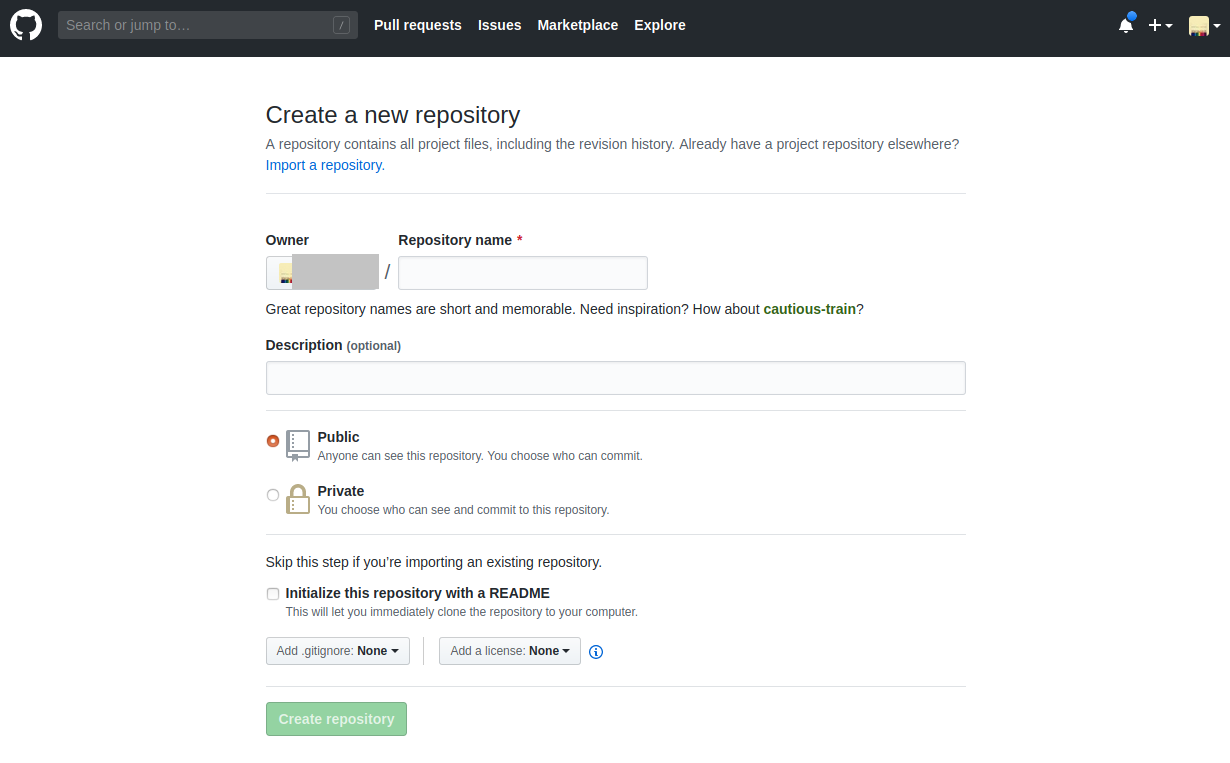 Search or jump to… / Pull requests Issues Marketplace Explore
Create a new repository
A repository contains all project files, including the revision history. Already have a project repository elsewhere?
Import a repository.
Owner Repository name *
/
Great repository names are short and memorable. Need inspiration? How about cautious-train?
Description (optional)
Public
Anyone can see this repository. You choose who can commit.
Private
You choose who can see and commit to this repository.
Skip this step if you’re importing an existing repository.
Initialize this repository with a README
This will let you immediately clone the repository to your computer.
Add .gitignore: None Add a license: None
Create repository